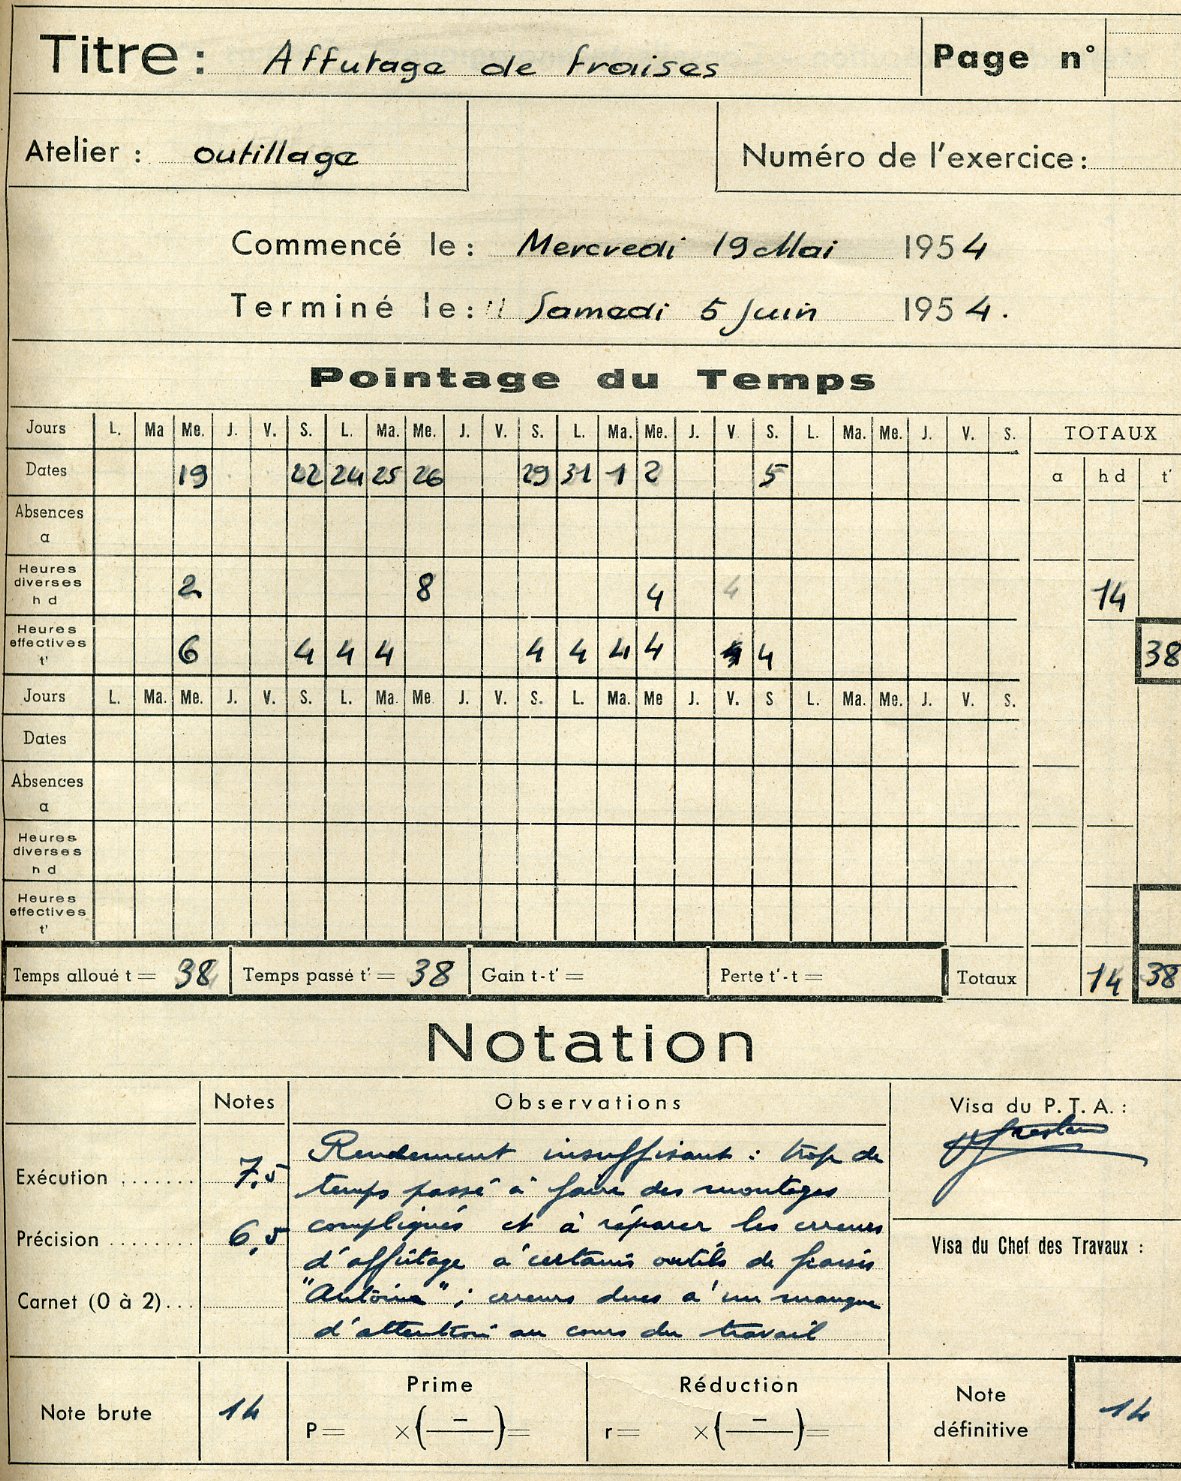 Titre : Affutage de fraises Page n°
Atelier : outillage Numéro de l'exercice :
Commencé le : Mercredi 19 Mai 1954
Terminé le : Samedi 5 Juin 1954.
Pointage du Temps
Jours L. Ma Me. J. V. S. L. Ma. Me. J. V. S. L. Ma. Me. J. V. S. L. Ma. Me. J. V. S. TOTAUX
Dates 19 22 24 25 26 29 31 1 2 5 a h d t'
Absences
a
Heures
diverses
h d 2 8 4 4 14
Heures
effectives
t' 6 4 4 4 4 4 4 4 4 38
Jours L. Ma. Me. J. V. S. L. Ma. Me J. V. S. L. Ma. Me J. V. S L. Ma. Me. J. V. S.
Dates
Absences
a
Heures
diverses
h d
Heures
effectives
t'
Temps alloué t = 38 Temps passé t' = 38 Gain t-t' = Perte t'-t = Totaux 14 38
Notation
Notes Observations Visa du P. T. A. :
Exécution ....... 7,5 Rendement insuffisant : trop de
temps passé à faire des montages
Précision ........ 6,5 compliqués et à réparer les erreurs
d'affûtage à certains outils de
Carnet (0 à 2)... " ; erreurs dues à un manque
d'attention au cours du travail
Visa du Chef des Travaux :
Note brute 14 Prime Réduction Note
définitive 14
P = × ( — ) = r = × ( — ) =